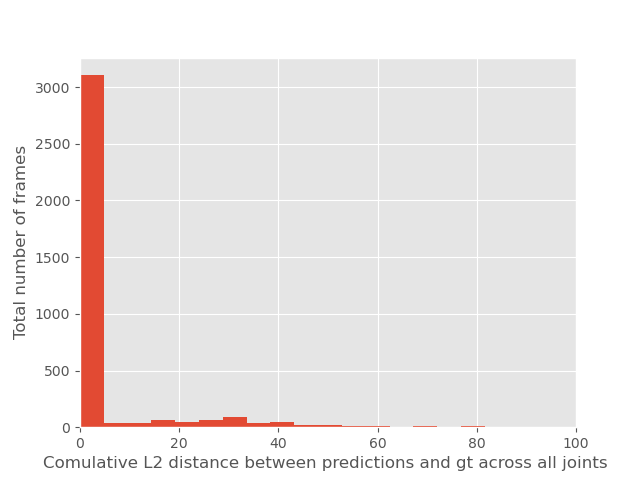 3000
2500
2000
1500
1000
500
0
Total number of frames
0 20 40 60 80 100
Comulative L2 distance between predictions and gt across all joints